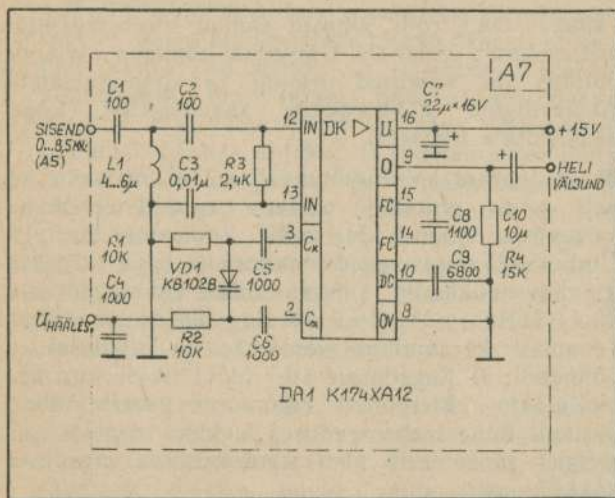 A7
C1
100
C2
100
C7
22µ×16V
12 IN DK ▷ U 16
+15V
SISEND
0...8,5MHz
(A5)
L1
4...6µ
C3
0,01µ
R3
2,4K
9
O
HELI
VÄLJUND
13 IN
FC 15
C8
1100
FC 14
C10
10µ
R1
10K
3 Cx
VD1
KB102B
C5
1000
DC 10
C9
6800
R4
15K
C4
1000
UHÄÄLES.
R2
10K
C6
1000
2 Cx
0V 8
DA1 K174XA12